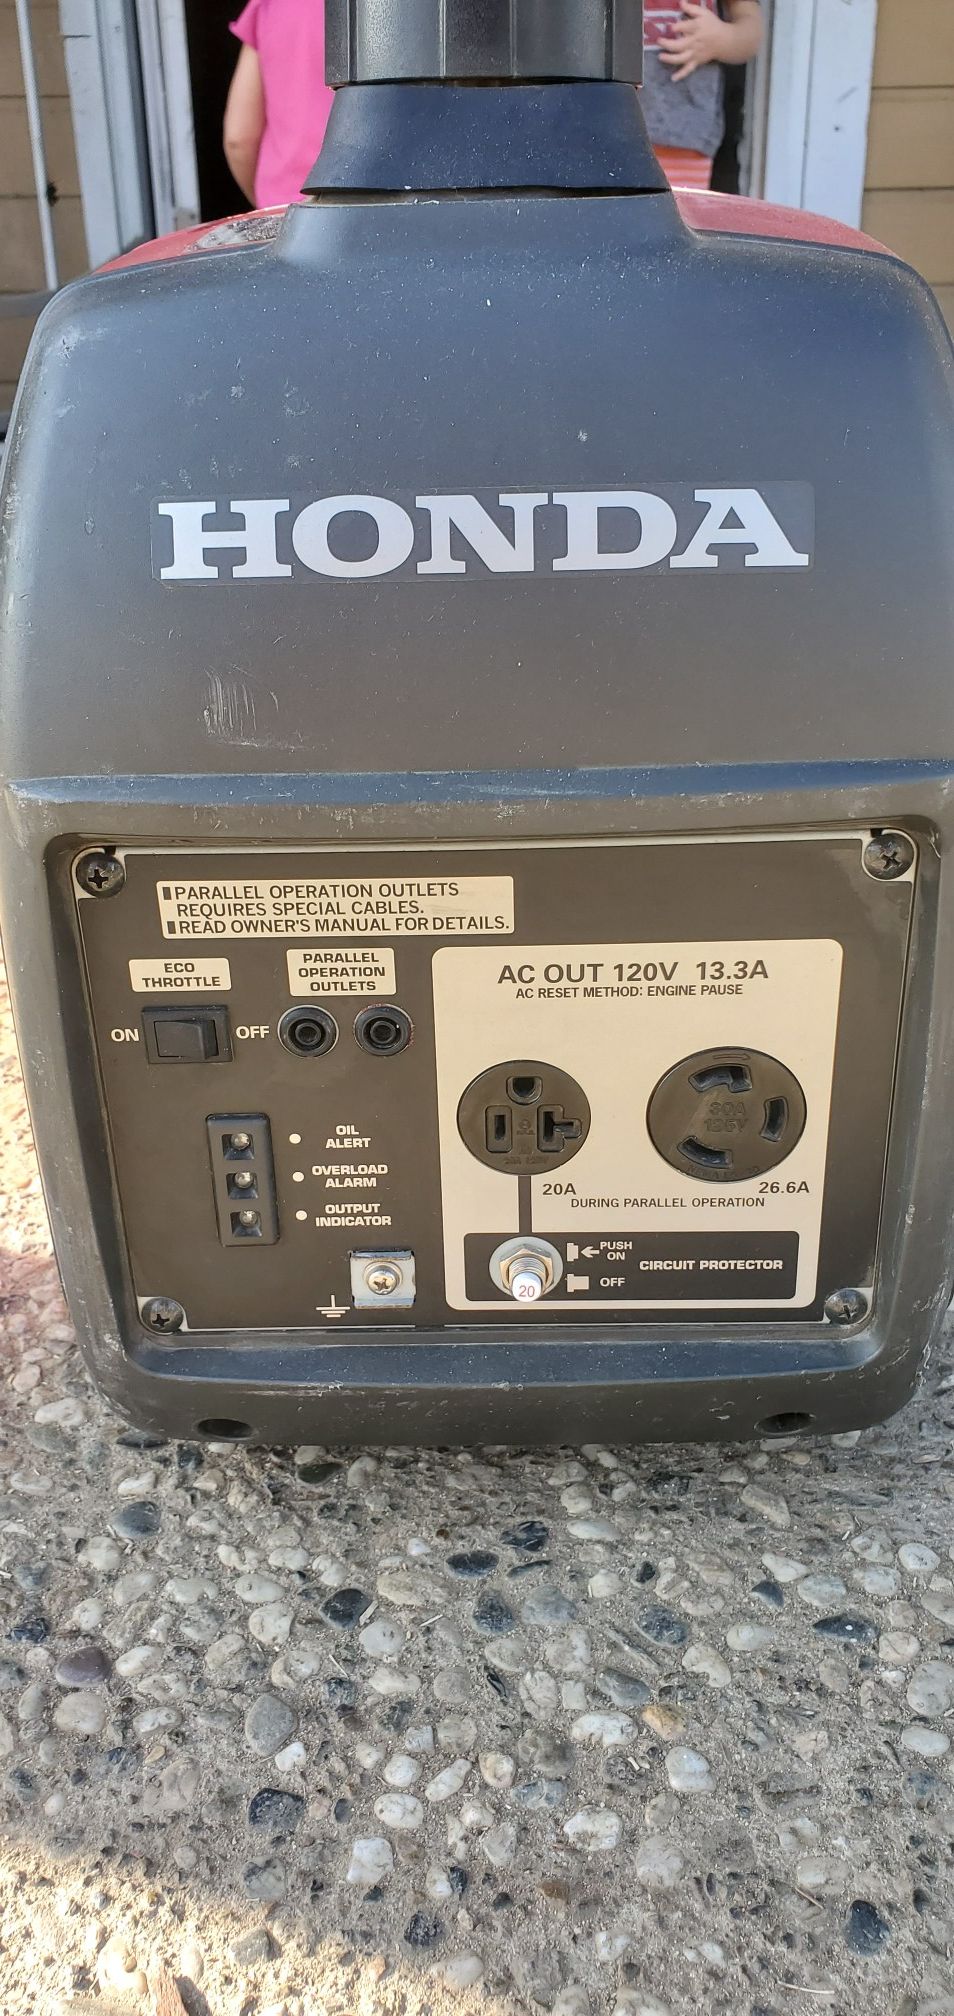 HONDA
PARALLEL OPERATION OUTLETS
REQUIRES SPECIAL CABLES.
READ OWNER'S MANUAL FOR DETAILS.
ECO
THROTTLE
PARALLEL
OPERATION
OUTLETS
ON
OFF
AC OUT 120V 13.3A
AC RESET METHOD: ENGINE PAUSE
30A
125V
20A
26.6A
DURING PARALLEL OPERATION
OIL
ALERT
OVERLOAD
ALARM
OUTPUT
INDICATOR
PUSH
ON
OFF
CIRCUIT PROTECTOR
20